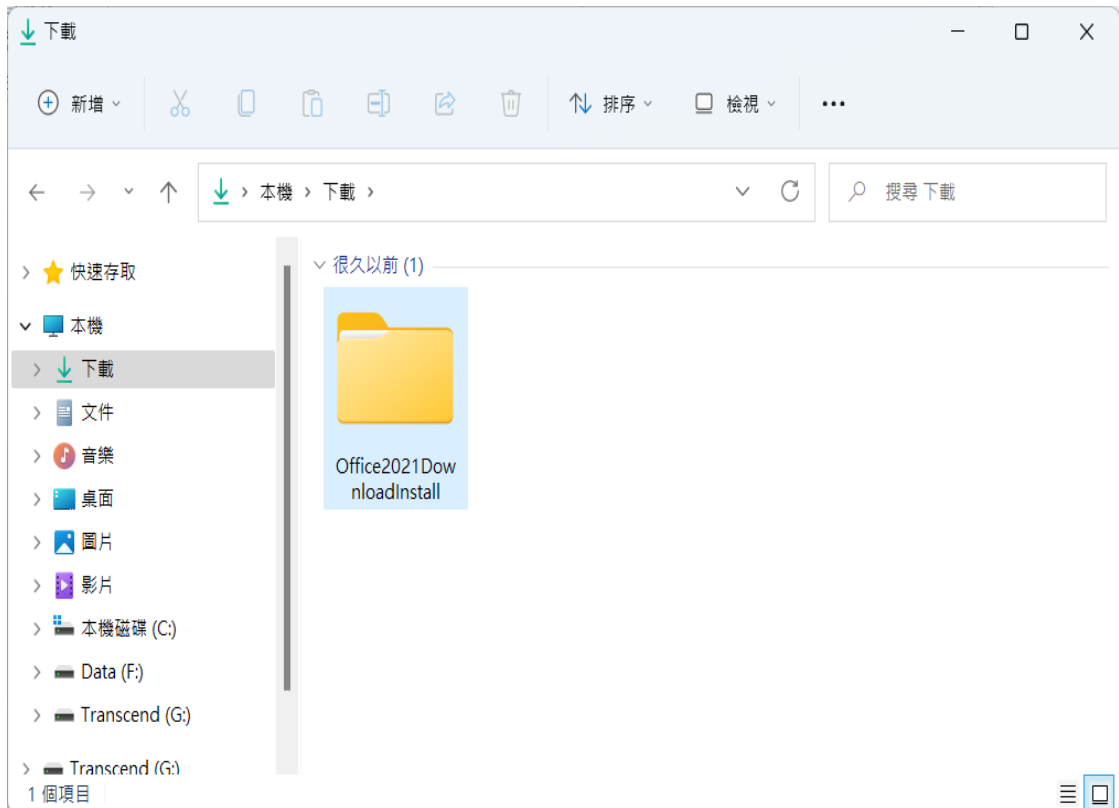 下載
新增 排序 檢視
本機 下載 搜尋 下載
快速存取
本機
下載
文件
音樂
桌面
圖片
影片
本機磁碟 (C:)
Data (F:)
Transcend (G:)
Transcend (G:)
很久以前 (1)
Office2021Dow
nloadInstall
1 個項目